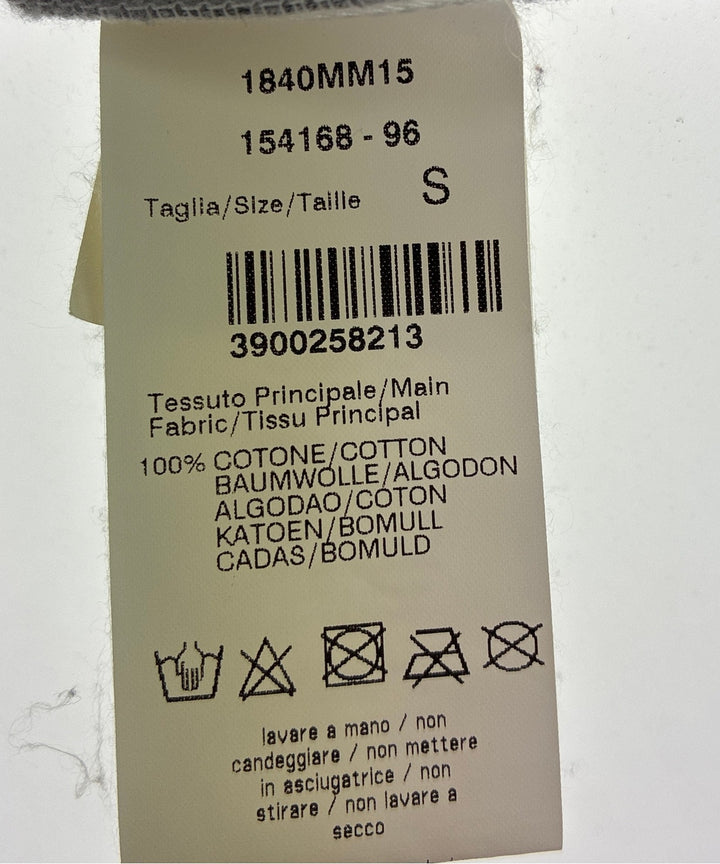 1840MM15
154168 - 96
Taglia/Size/Taille S
3900258213
Tessuto Principale/Main
Fabric/Tissu Principal
100% COTONE/COTTON
BAUMWOLLE/ALGODON
ALGODAO/COTON
KATOEN/BOMULL
CADAS/BOMULD
lavare a mano / non
candeggiare / non mettere
in asciugatrice / non
stirare / non lavare a
secco